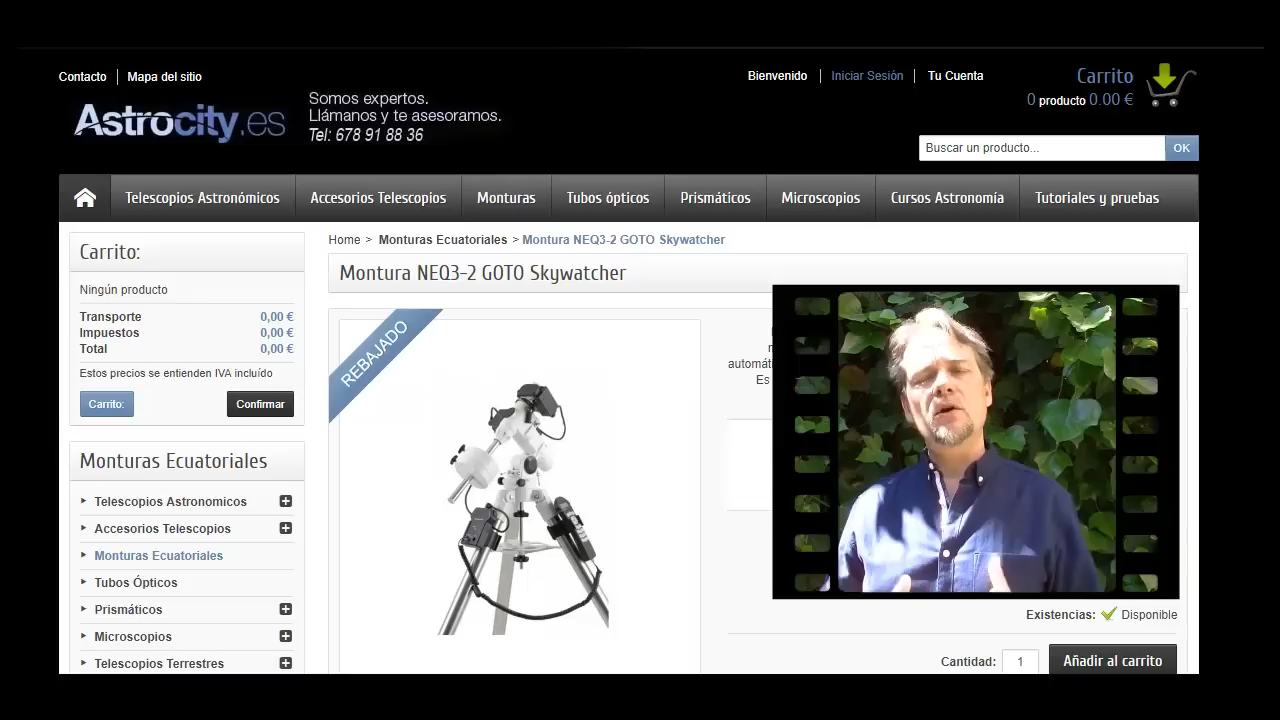 Contacto
Mapa del sitio
Bienvenido
Iniciar Sesión
Tu Cuenta
Carrito
0 producto 0.00 €
Astrocity.es
Somos expertos.
Llámanos y te asesoramos.
Tel: 678 91 88 36
Buscar un producto...
OK
Telescopios Astronómicos
Accesorios Telescopios
Monturas
Tubos ópticos
Prismáticos
Microscopios
Cursos Astronomía
Tutoriales y pruebas
Carrito:
Ningún producto
Transporte 0,00 €
Impuestos 0,00 €
Total 0,00 €
Estos precios se entienden IVA incluído
Carrito:
Confirmar
Monturas Ecuatoriales
Telescopios Astronomicos
Accesorios Telescopios
Monturas Ecuatoriales
Tubos Ópticos
Prismáticos
Microscopios
Telescopios Terrestres
Home > Monturas Ecuatoriales > Montura NEQ3-2 GOTO Skywatcher
Montura NEQ3-2 GOTO Skywatcher
REBAJADO
Es
Existencias: Disponible
Cantidad: 1
Añadir al carrito